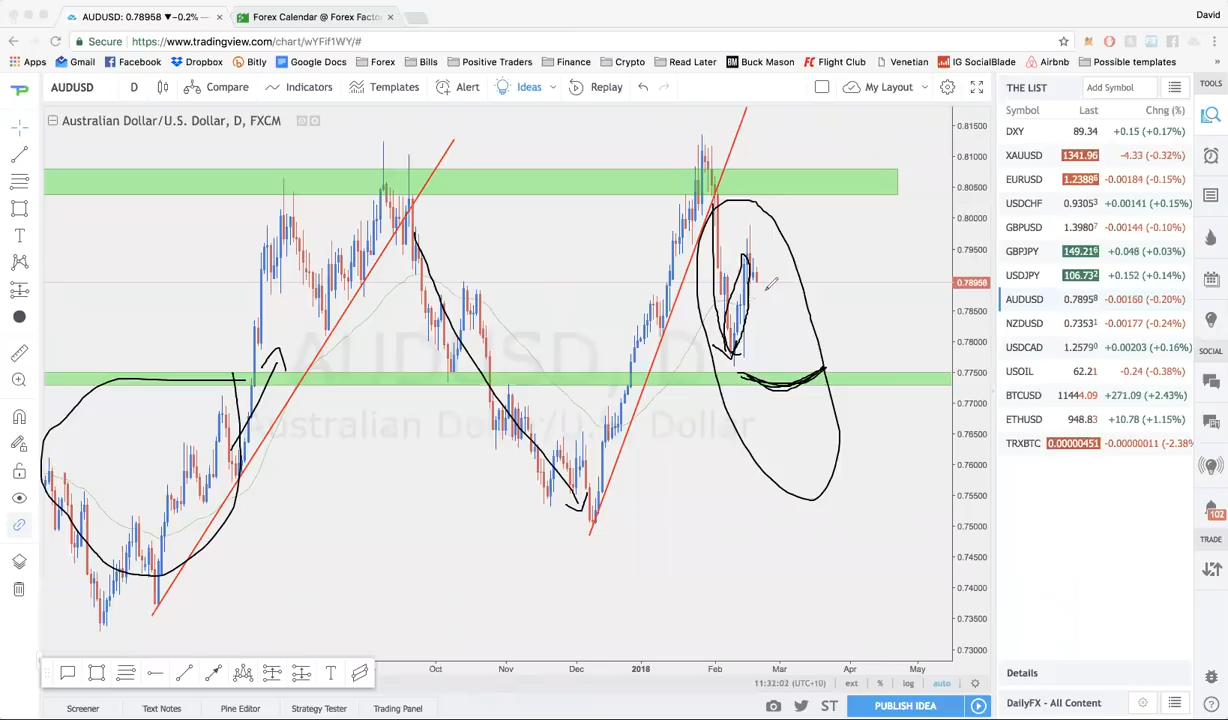 AUDUSD: 0.78958 ▼−0.2% × Forex Calendar @ Forex Facto × David
Secure https://www.tradingview.com/chart/wYFif1WY/#
Apps Gmail Facebook Dropbox Bitly Google Docs Forex Bills Positive Traders Finance Crypto Read Later BM Buck Mason FC Flight Club Venetian IG SocialBlade Airbnb Possible templates »
AUDUSD D Compare Indicators Templates Alert Ideas Replay My Layout THE LIST Add Symbol TOOLS
Symbol Last Chng (%)
Australian Dollar/U.S. Dollar, D, FXCM
0.81500
0.81000
0.80500
0.80000
0.79500
0.78958
0.78500
0.78000
0.77500
0.77000
0.76500
0.76000
0.75500
0.75000
0.74500
0.74000
0.73500
0.73000
AUDUSD, D
Australian Dollar/U.S. Dollar
DXY 89.34 +0.15 (+0.17%)
XAUUSD 1341.96 -4.33 (-0.32%)
EURUSD 1.2388⁶ -0.00184 (-0.15%)
USDCHF 0.9305³ +0.00141 (+0.15%)
GBPUSD 1.3980⁷ -0.00144 (-0.10%)
GBPJPY 149.21⁶ +0.048 (+0.03%)
USDJPY 106.73² +0.152 (+0.14%)
AUDUSD 0.7895⁸ -0.00160 (-0.20%)
NZDUSD 0.7353¹ -0.00177 (-0.24%)
USDCAD 1.2579⁰ +0.00203 (+0.16%)
USOIL 62.21 -0.24 (-0.38%)
BTCUSD 11444.09 +271.09 (+2.43%)
ETHUSD 948.83 +10.78 (+1.15%)
TRXBTC 0.00000451 -0.00000011 (-2.38%
SOCIAL
102
TRADE
Oct Nov Dec 2018 Feb Mar Apr May
Details
11:32:02 (UTC+10) ext % log auto
DailyFX - All Content
Screener Text Notes Pine Editor Strategy Tester Trading Panel ST PUBLISH IDEA